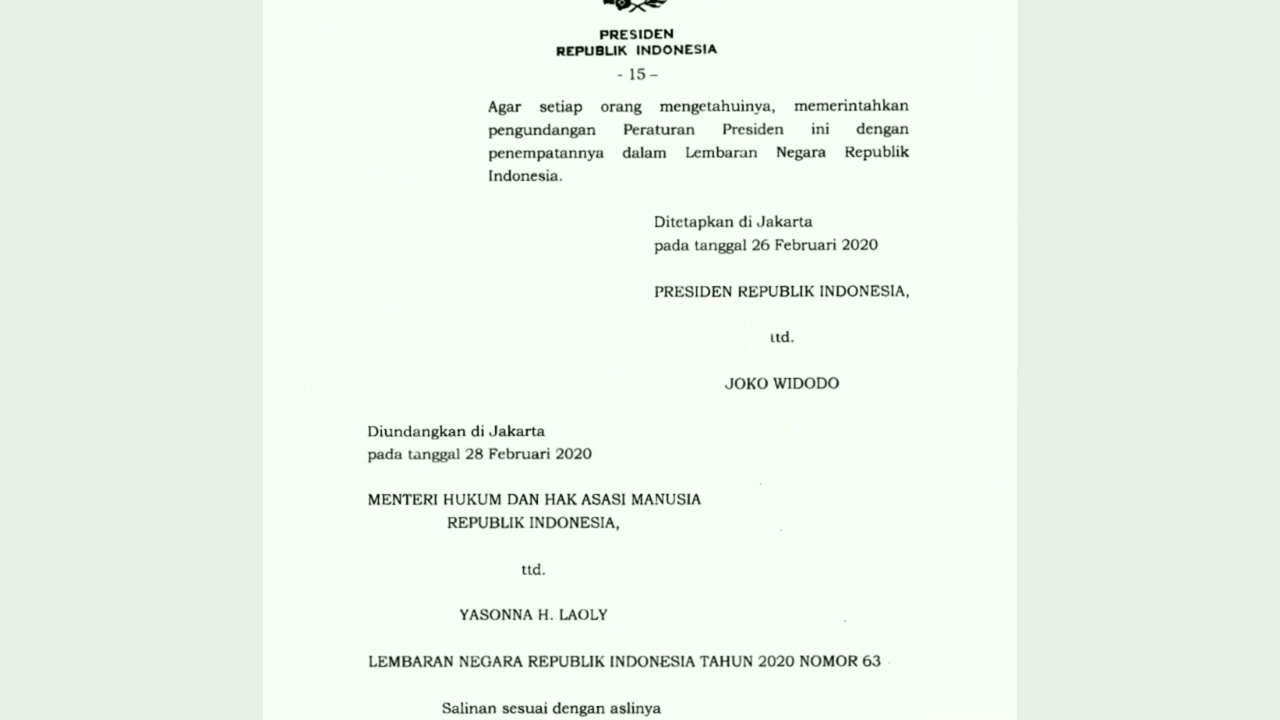 PRESIDEN
REPUBLIK INDONESIA
- 15 –
Agar setiap orang mengetahuinya, memerintahkan
pengundangan Peraturan Presiden ini dengan
penempatannya dalam Lembaran Negara Republik
Indonesia.
Ditetapkan di Jakarta
pada tanggal 26 Februari 2020
PRESIDEN REPUBLIK INDONESIA,
ttd.
JOKO WIDODO
Diundangkan di Jakarta
pada tanggal 28 Februari 2020
MENTERI HUKUM DAN HAK ASASI MANUSIA
REPUBLIK INDONESIA,
ttd.
YASONNA H. LAOLY
LEMBARAN NEGARA REPUBLIK INDONESIA TAHUN 2020 NOMOR 63
Salinan sesuai dengan aslinya